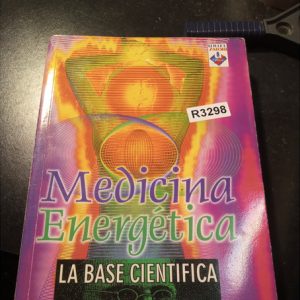 R3298
Medicina
Energética
LA BASE CIENTIFICA